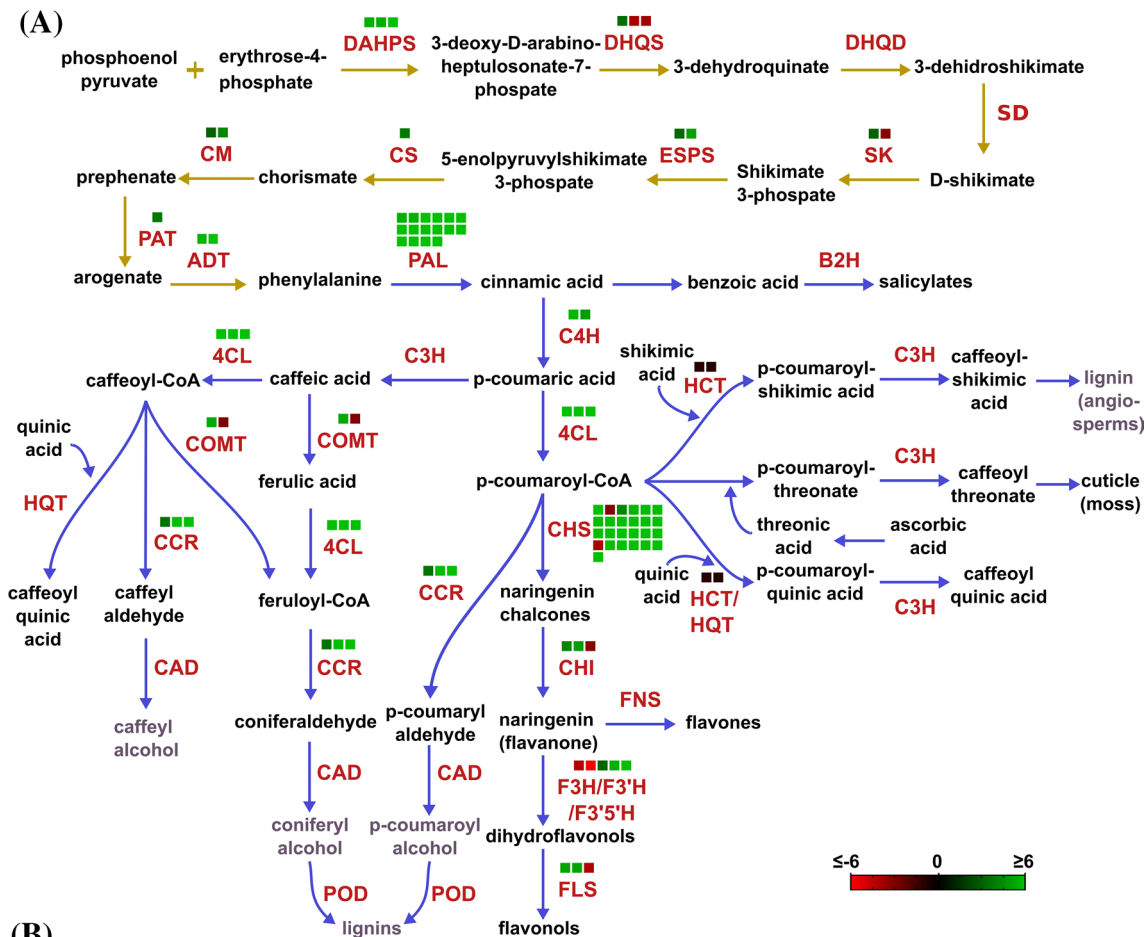 (A)
phosphoenol
pyruvate
+
erythrose-4-
phosphate
DAHPS
3-deoxy-D-arabino-
heptulosonate-7-
phospate
DHQS
3-dehydroquinate
DHQD
3-dehidroshikimate
SD
prephenate
CM
chorismate
CS
5-enolpyruvylshikimate
3-phospate
ESPS
Shikimate
3-phospate
SK
D-shikimate
PAT
arogenate
ADT
phenylalanine
PAL
cinnamic acid
benzoic acid
B2H
salicylates
C4H
caffeoyl-CoA
4CL
caffeic acid
C3H
p-coumaric acid
shikimic
acid
HCT
p-coumaroyl-
shikimic acid
C3H
caffeoyl-
shikimic
acid
lignin
(angio-
sperms)
quinic
acid
COMT
COMT
4CL
HQT
CCR
ferulic acid
p-coumaroyl-CoA
p-coumaroyl-
threonate
C3H
caffeoyl
threonate
cuticle
(moss)
4CL
CHS
threonic
acid
ascorbic
acid
caffeoyl
quinic
acid
caffeyl
aldehyde
feruloyl-CoA
CCR
naringenin
chalcones
quinic
acid
HCT/
HQT
p-coumaroyl-
quinic acid
C3H
caffeoyl
quinic acid
CAD
CCR
CHI
caffeyl
alcohol
coniferaldehyde
p-coumaryl
aldehyde
naringenin
(flavanone)
FNS
flavones
CAD
CAD
F3H/F3'H
/F3'5'H
coniferyl
alcohol
p-coumaroyl
alcohol
dihydroflavonols
POD
POD
FLS
lignins
flavonols
≤-6
0
≥6
(B)